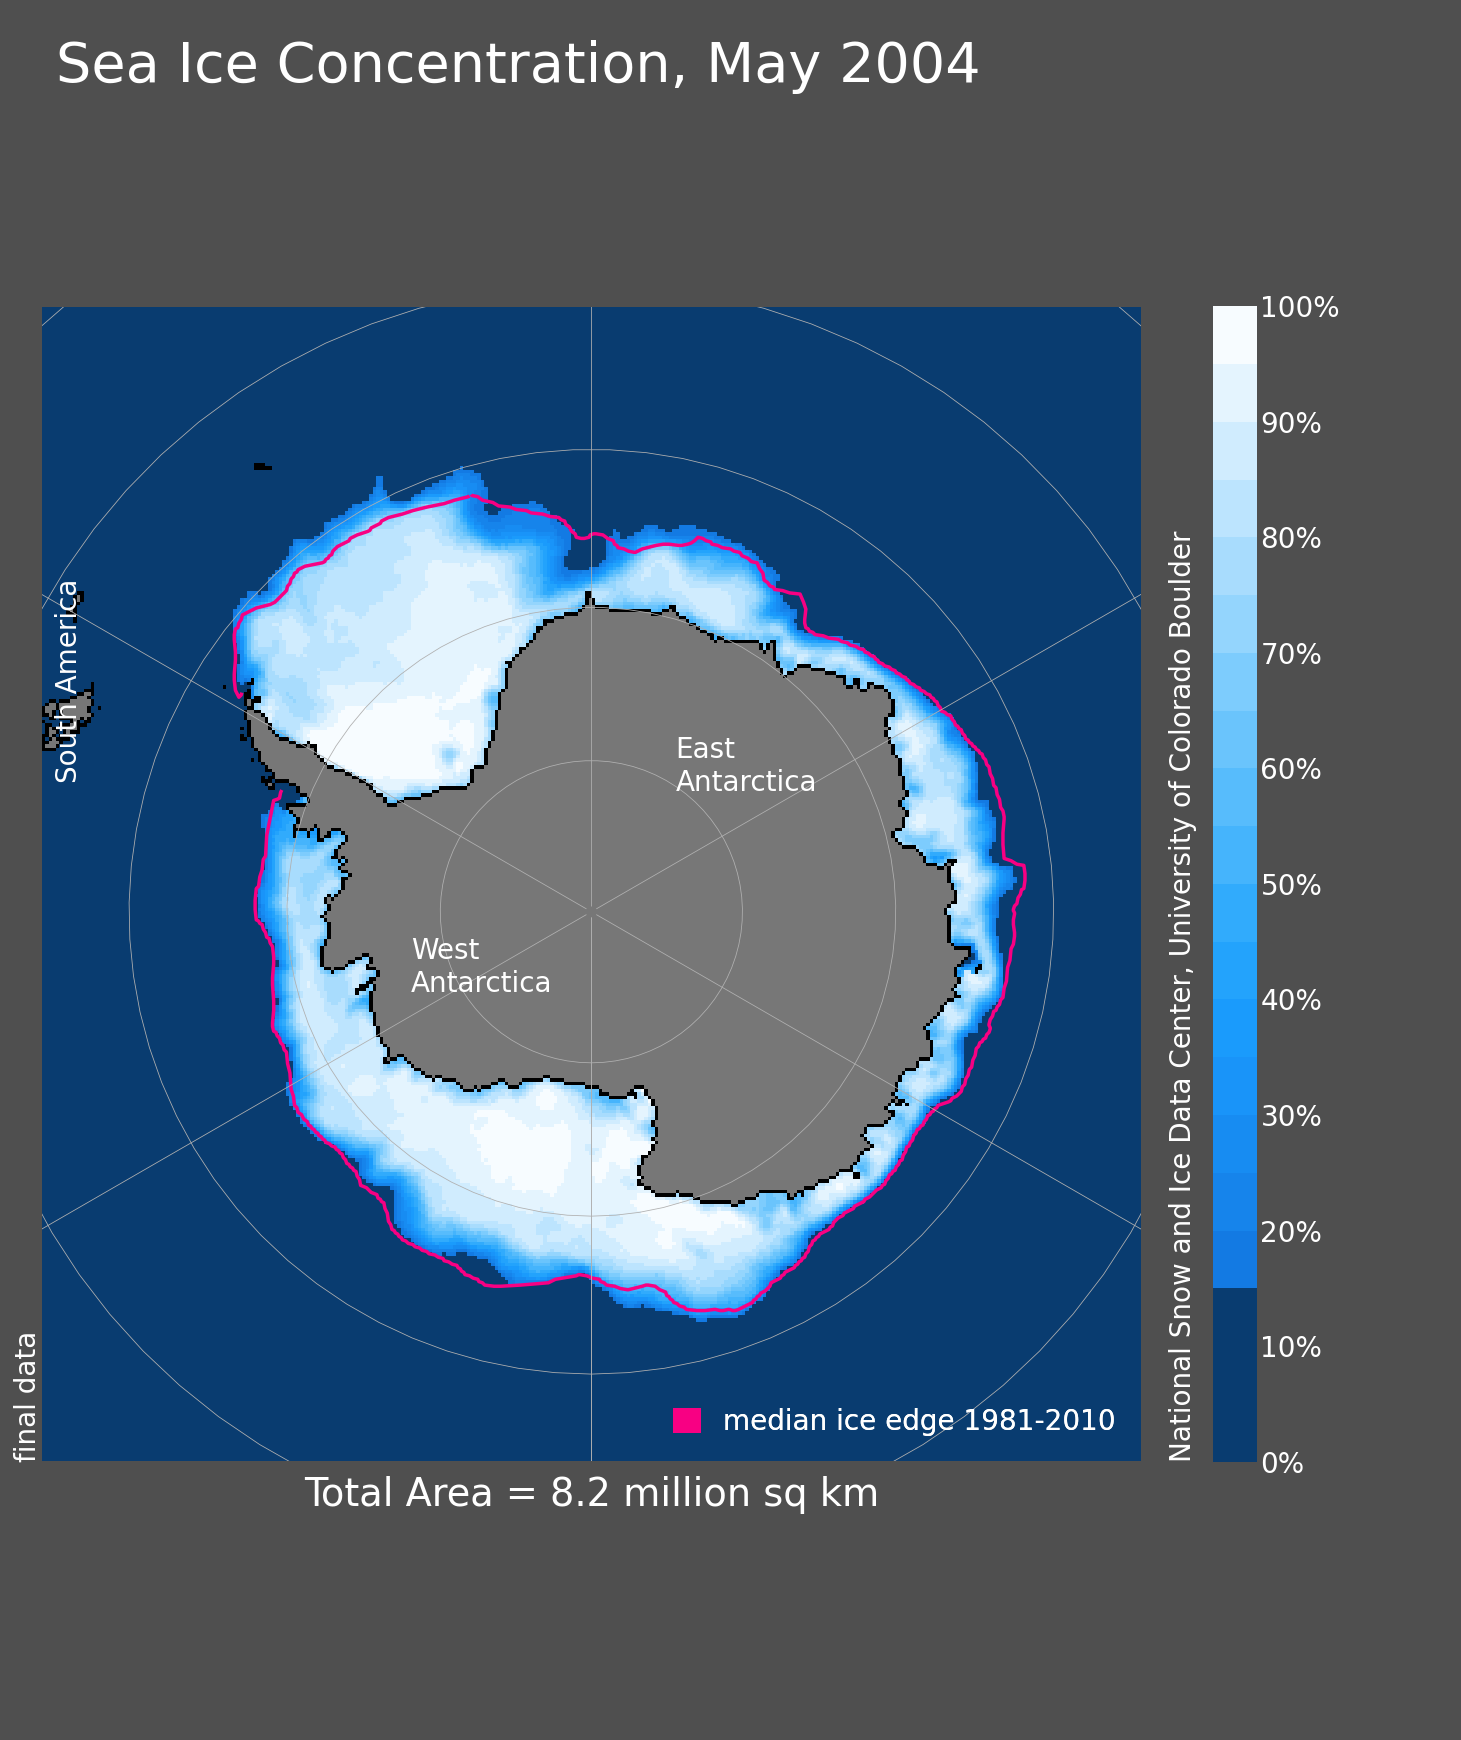 Sea Ice Concentration, May 2004
South America
East
Antarctica
West
Antarctica
median ice edge 1981-2010
final data
Total Area = 8.2 million sq km
National Snow and Ice Data Center, University of Colorado Boulder
100%
90%
80%
70%
60%
50%
40%
30%
20%
10%
0%